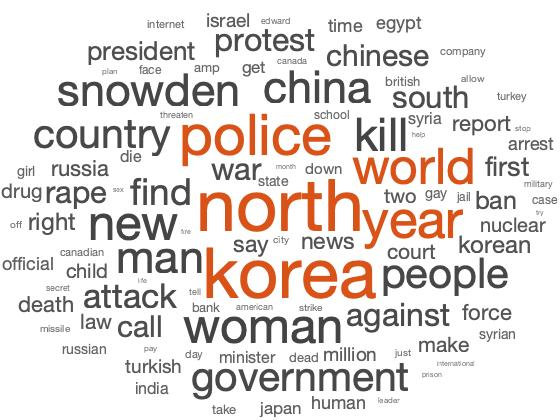 internet israel edward time egypt
president protest chinese company
plan face amp get canada
snowden china british allow
south turkey
threaten school
country police kill syria report stop
help arrest
die war down world first
girl russia month military
drug rape sex find state two gay jail ban case
north try
off right new fire year nuclear
say city news court korean
official canadian man korea people
child life
secret tell
death attack bank american strike against force
missile law call woman syrian
russian pay day minister dead million just make
turkish international
india government prison
take japan human leader